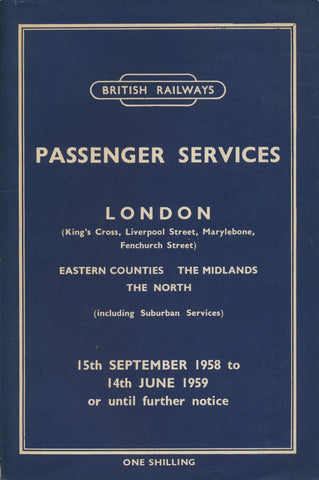 BRITISH RAILWAYS
PASSENGER SERVICES
LONDON
(King's Cross, Liverpool Street, Marylebone,
Fenchurch Street)
EASTERN COUNTIES THE MIDLANDS
THE NORTH
(including Suburban Services)
15th SEPTEMBER 1958 to
14th JUNE 1959
or until further notice
ONE SHILLING